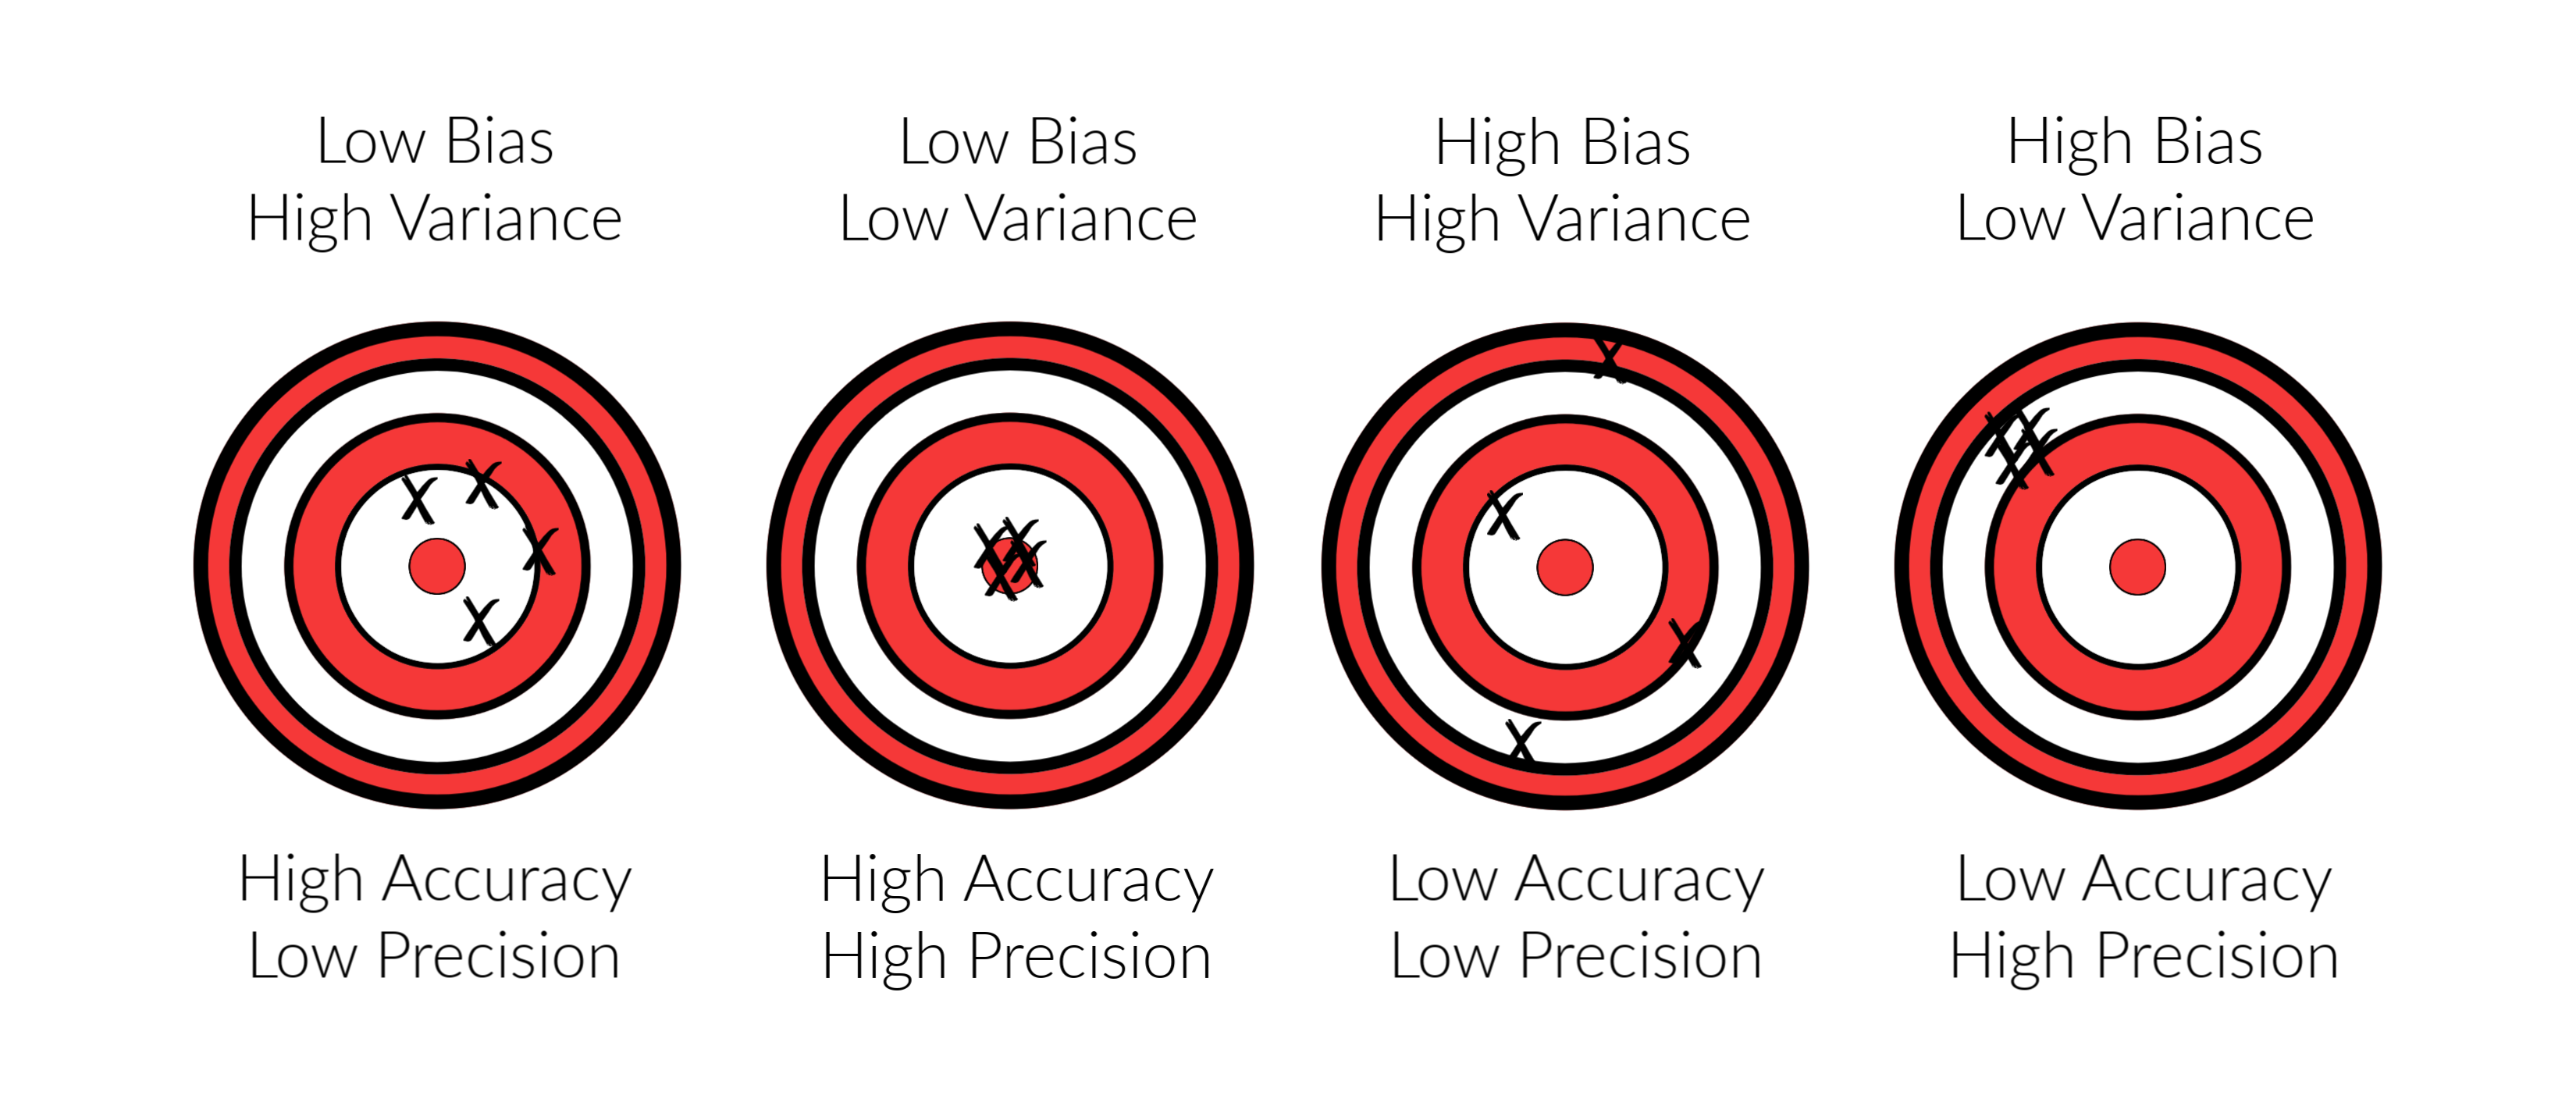 Low Bias
High Variance
Low Bias
Low Variance
High Bias
High Variance
High Bias
Low Variance
High Accuracy
Low Precision
High Accuracy
High Precision
Low Accuracy
Low Precision
Low Accuracy
High Precision